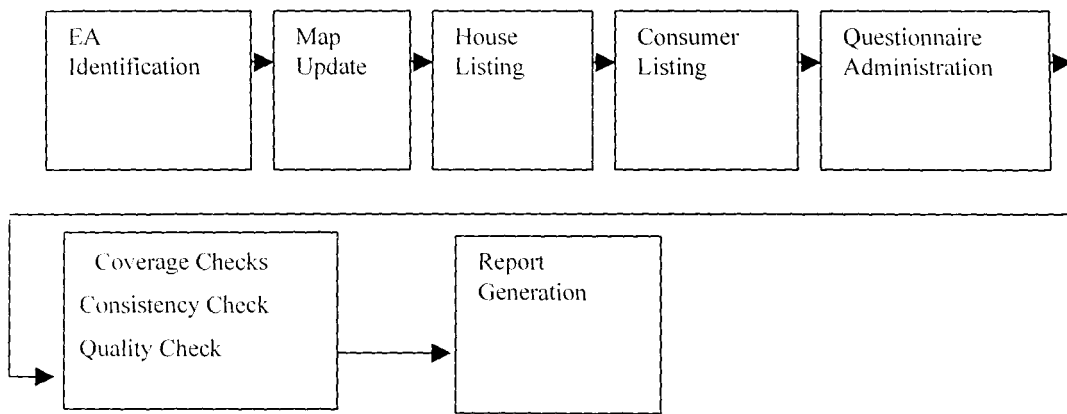 EA
Identification
Map
Update
House
Listing
Consumer
Listing
Questionnaire
Administration
Coverage Checks
Consistency Check
Quality Check
Report
Generation